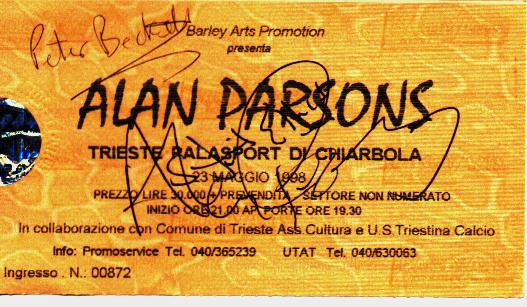 Peter Beckett
Barley Arts Promotion
presenta
ALAN PARSONS
TRIESTE PALASPORT DI CHIARBOLA
23 MAGGIO 1998
PREZZO LIRE 30.000 + PREVENDITA SETTORE NON NUMERATO
INIZIO ORE 21.00 AP. PORTE ORE 19.30
In collaborazione con Comune di Trieste Ass.Cultura e U.S.Triestina Calcio
Info: Promoservice Tel. 040/365239 UTAT Tel. 040/630063
Ingresso . N.: 00872